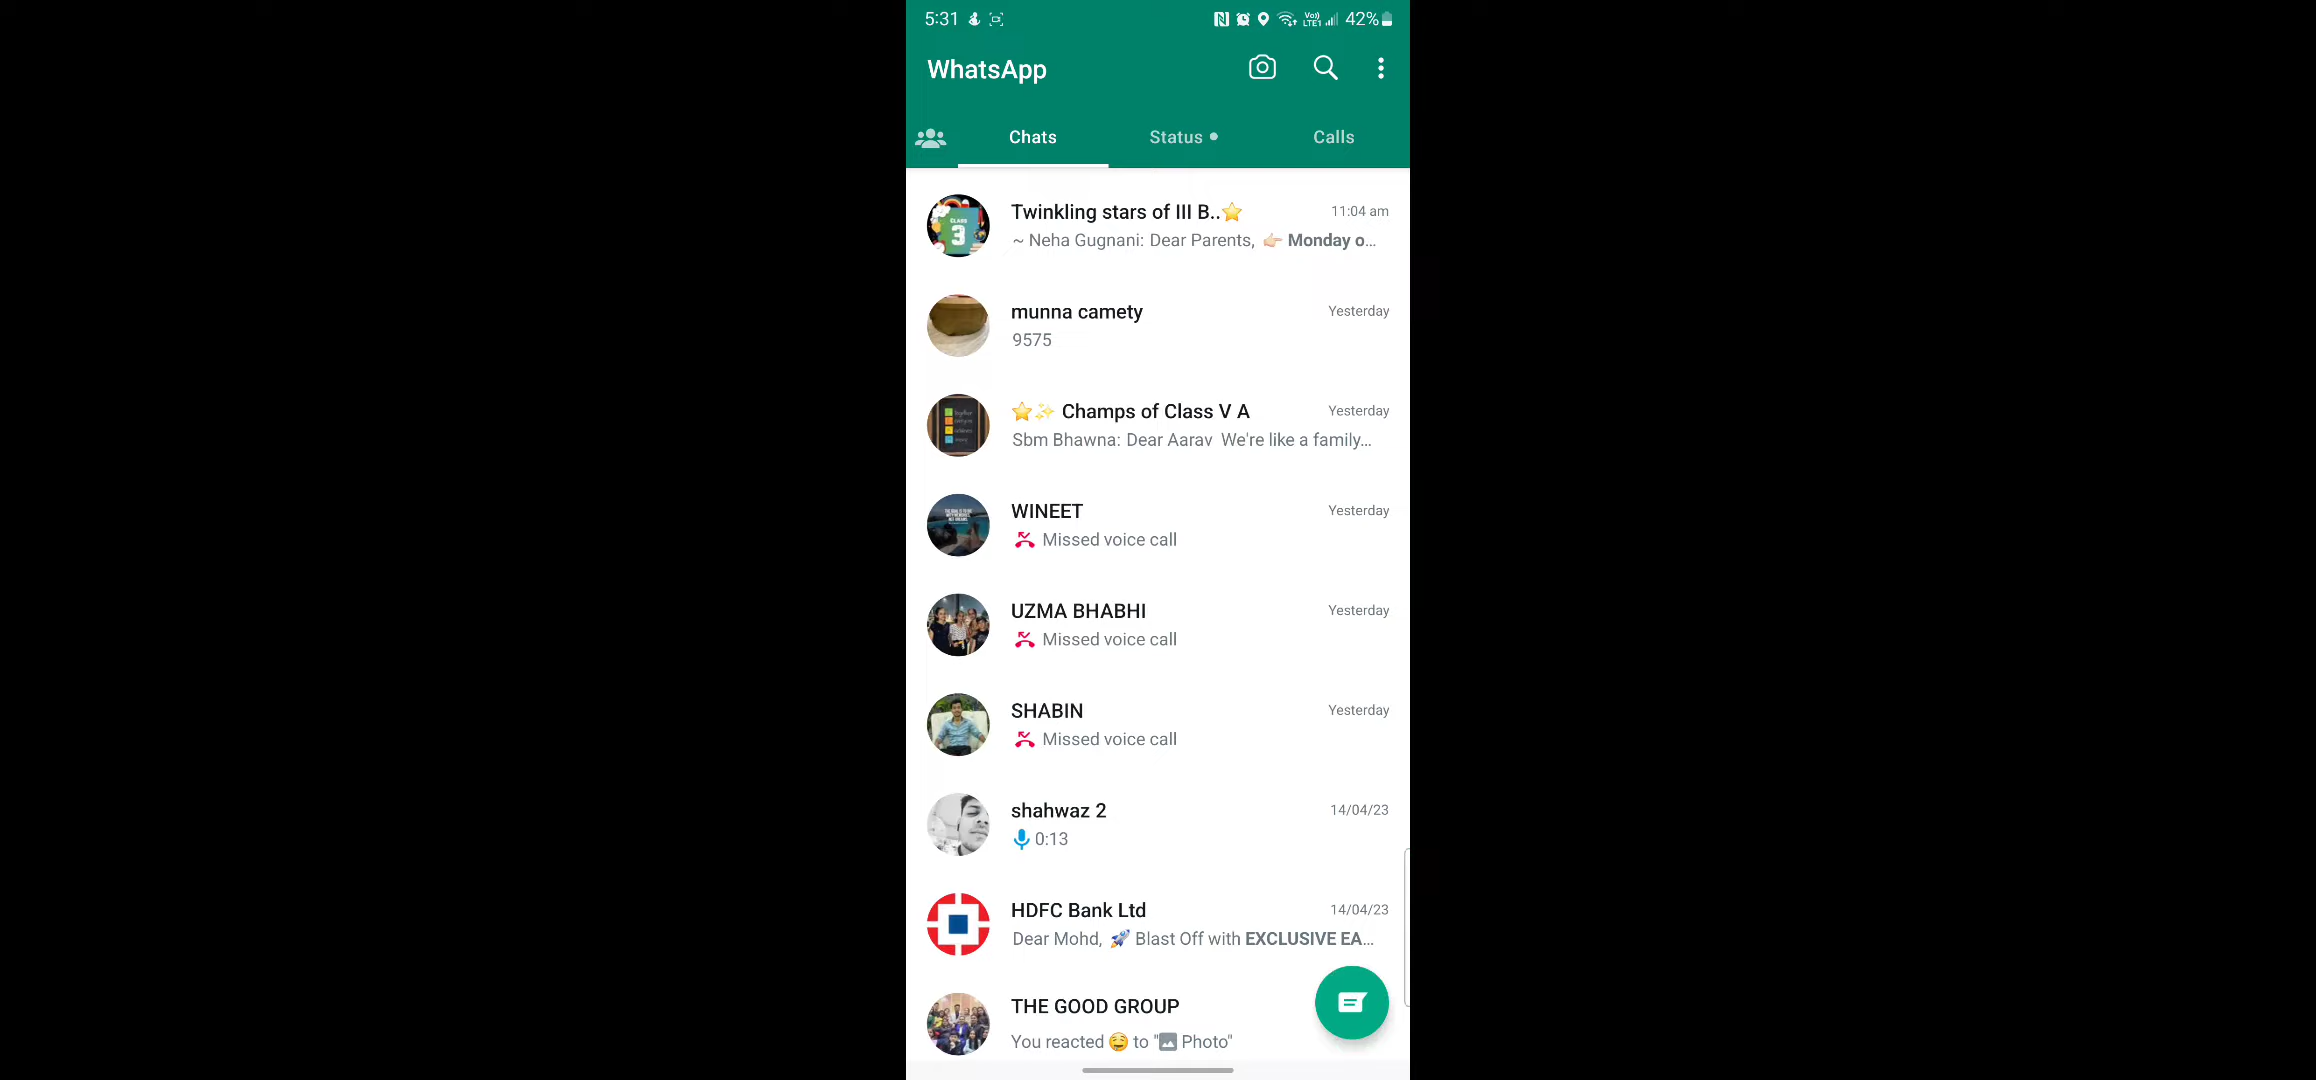 5:31
Vo))
LTE1
42%
WhatsApp
Chats
Status
Calls
CLASS
3
Twinkling stars of III B..⭐
11:04 am
~ Neha Gugnani: Dear Parents, 👉🏻 Monday o...
munna camety
Yesterday
9575
⭐✨ Champs of Class V A
Yesterday
Sbm Bhawna: Dear Aarav We're like a family...
WINEET
Yesterday
Missed voice call
UZMA BHABHI
Yesterday
Missed voice call
SHABIN
Yesterday
Missed voice call
shahwaz 2
14/04/23
0:13
HDFC Bank Ltd
14/04/23
Dear Mohd, 🚀 Blast Off with EXCLUSIVE EA...
THE GOOD GROUP
You reacted 🤤 to "Photo"